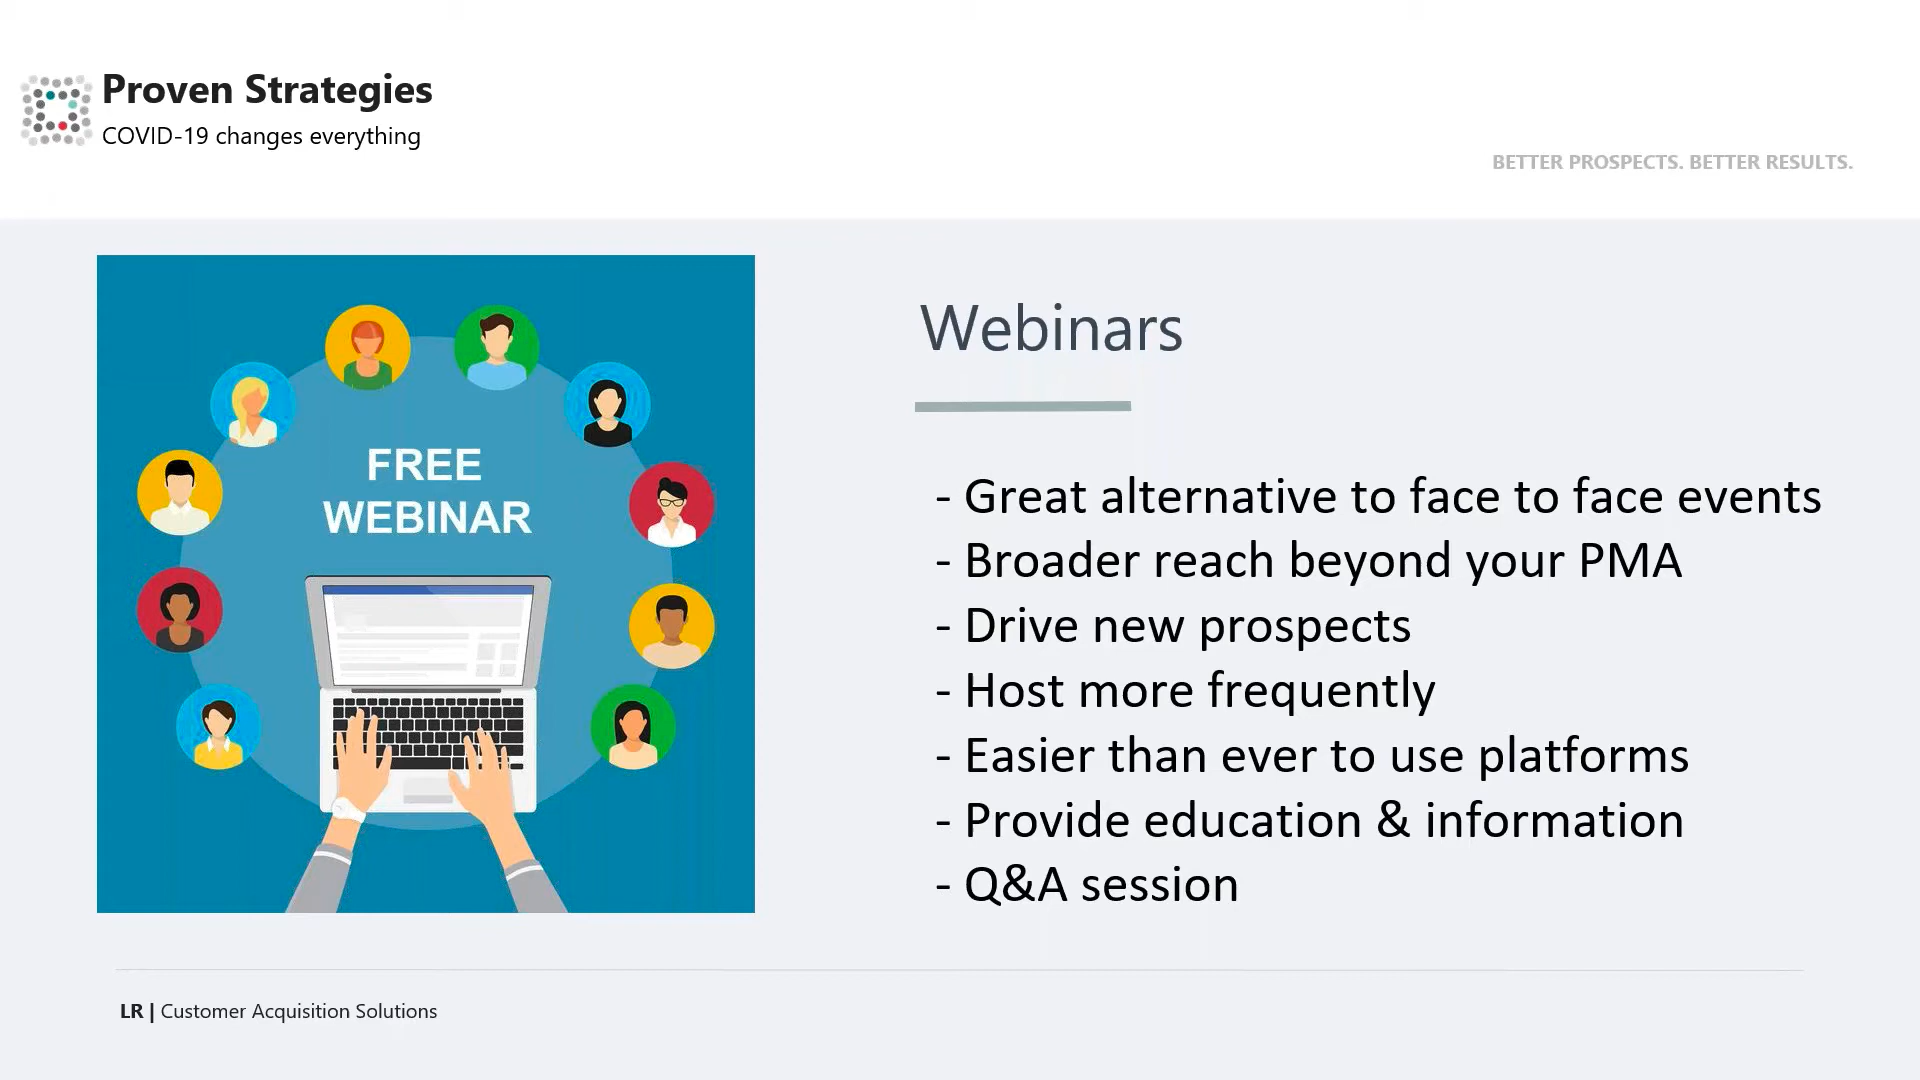 Proven Strategies
COVID-19 changes everything
BETTER PROSPECTS. BETTER RESULTS.
FREE
WEBINAR
Webinars
- Great alternative to face to face events
- Broader reach beyond your PMA
- Drive new prospects
- Host more frequently
- Easier than ever to use platforms
- Provide education & information
- Q&A session
LR | Customer Acquisition Solutions